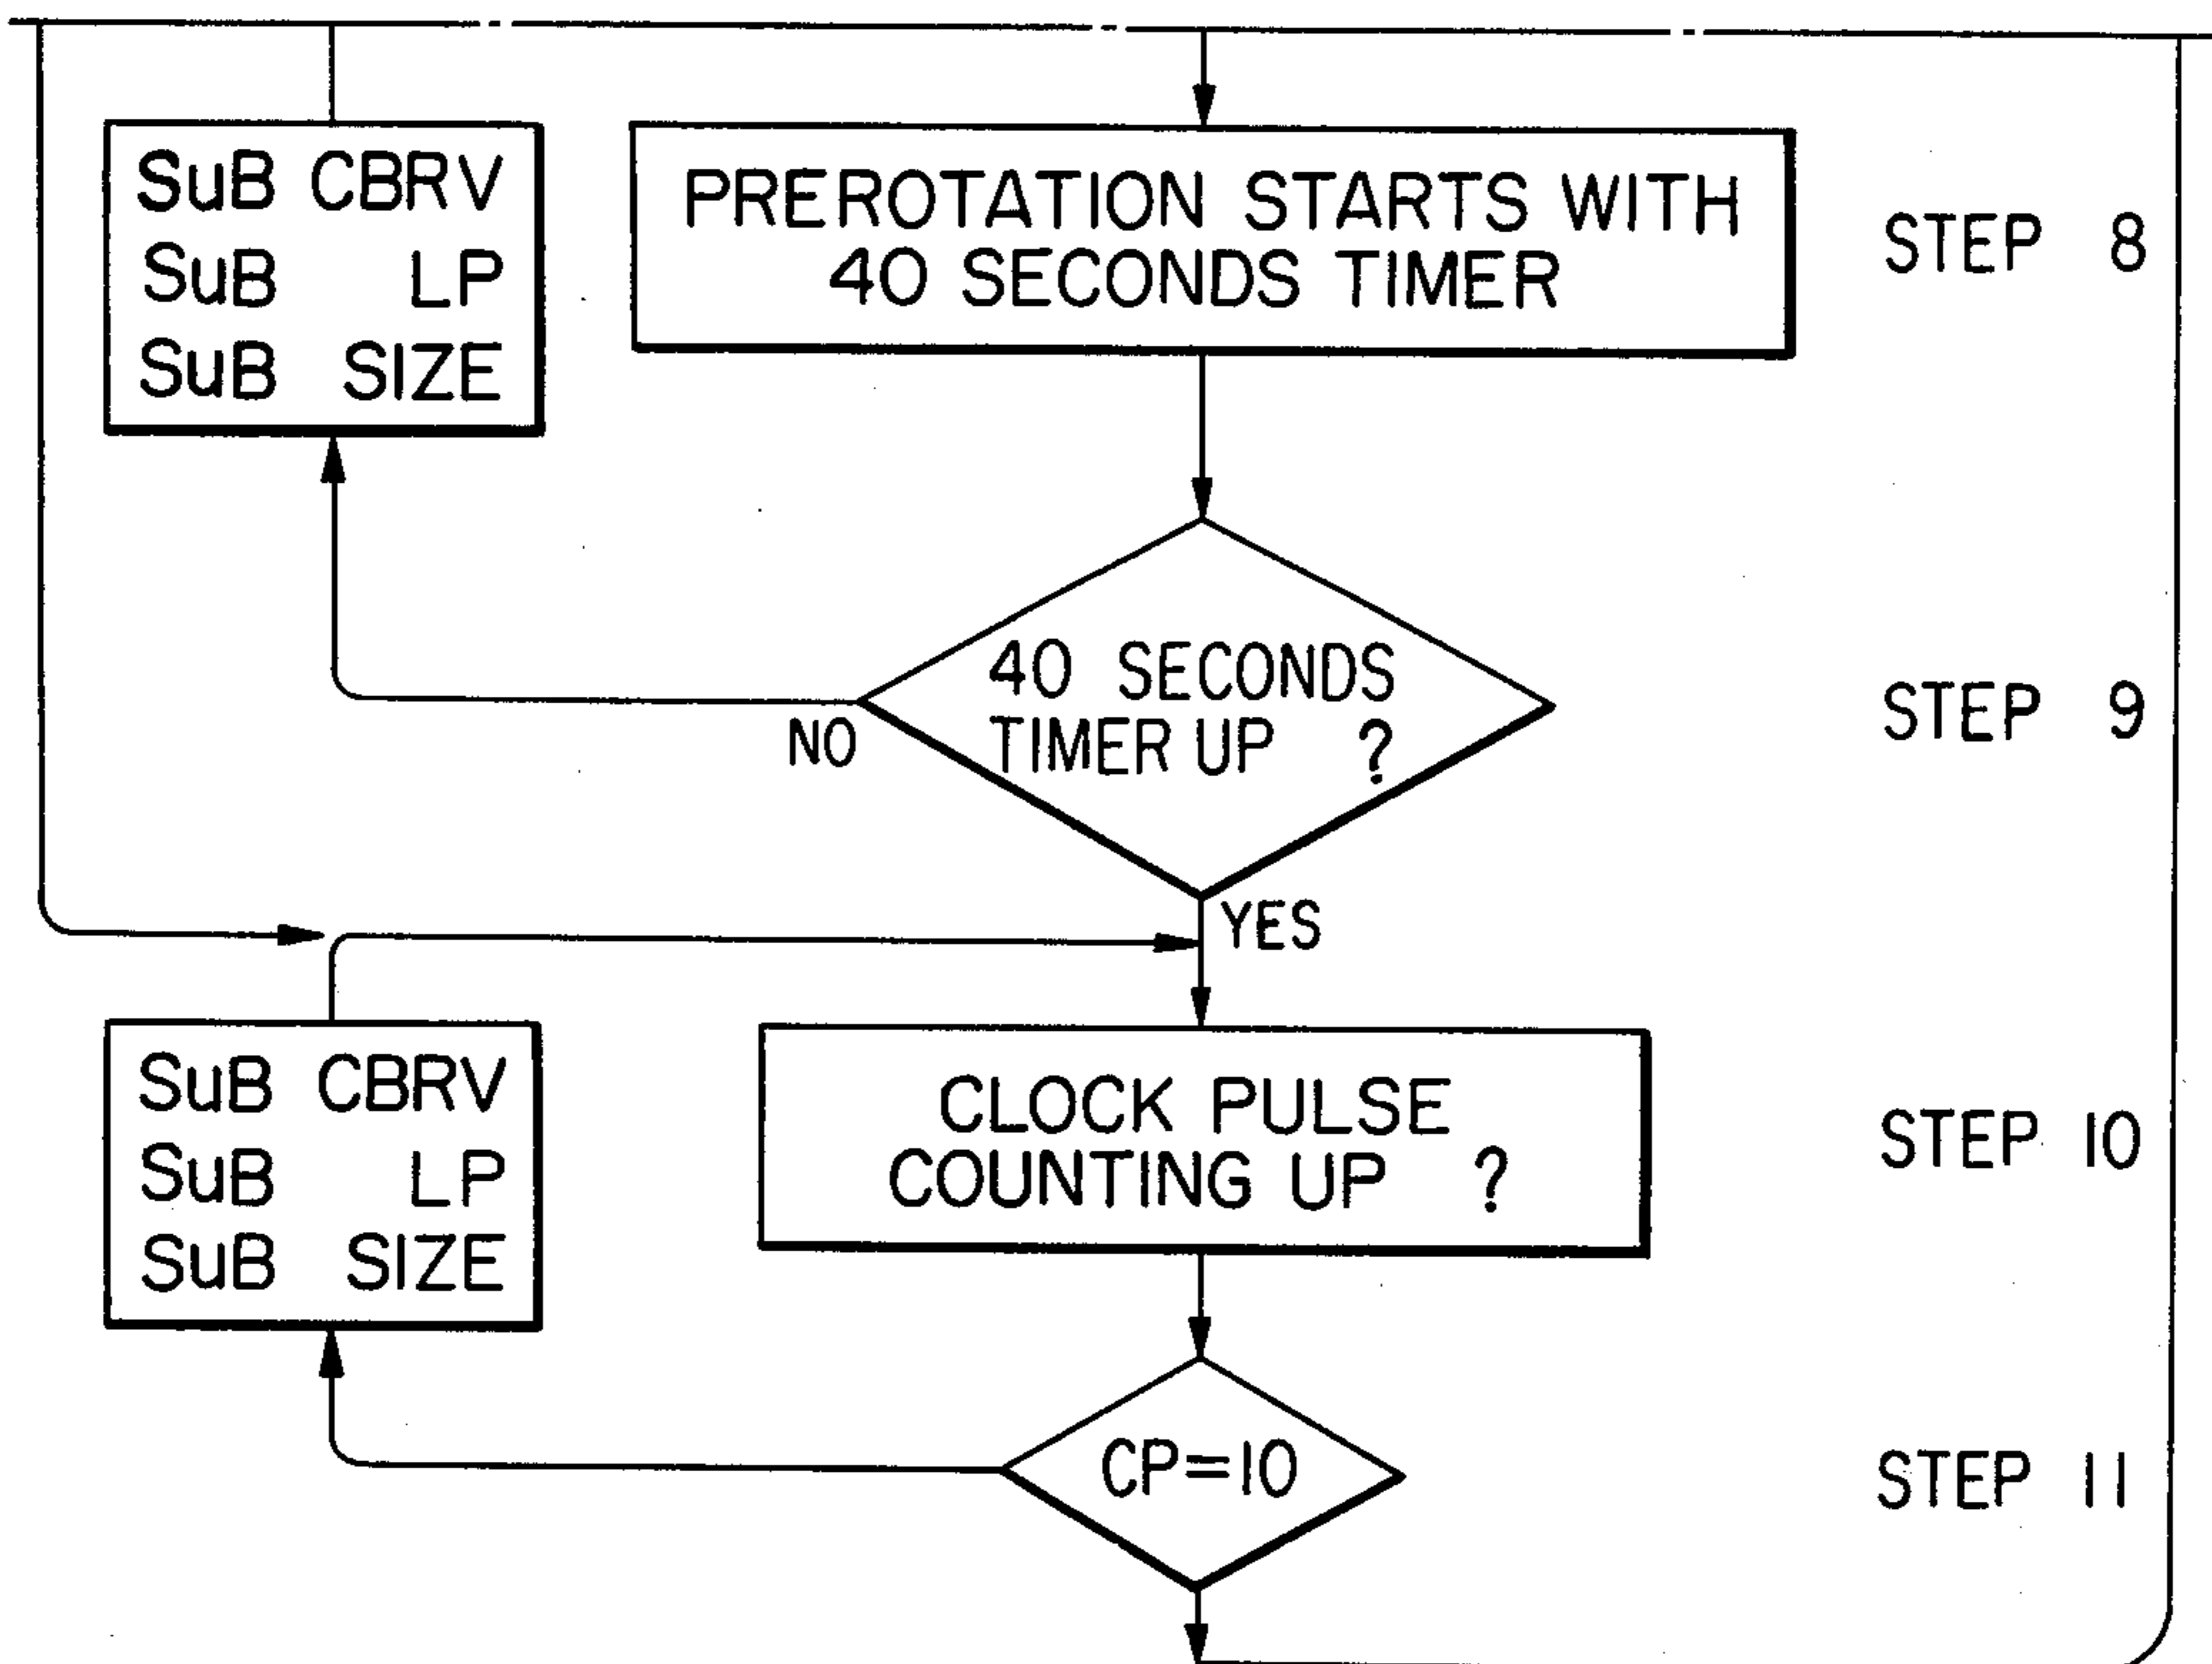 SuB CBRV
SuB LP
SuB SIZE
PREROTATION STARTS WITH
40 SECONDS TIMER
STEP 8
40 SECONDS
TIMER UP ?
NO
STEP 9
YES
SuB CBRV
SuB LP
SuB SIZE
CLOCK PULSE
COUNTING UP ?
STEP 10
CP=10
STEP 11